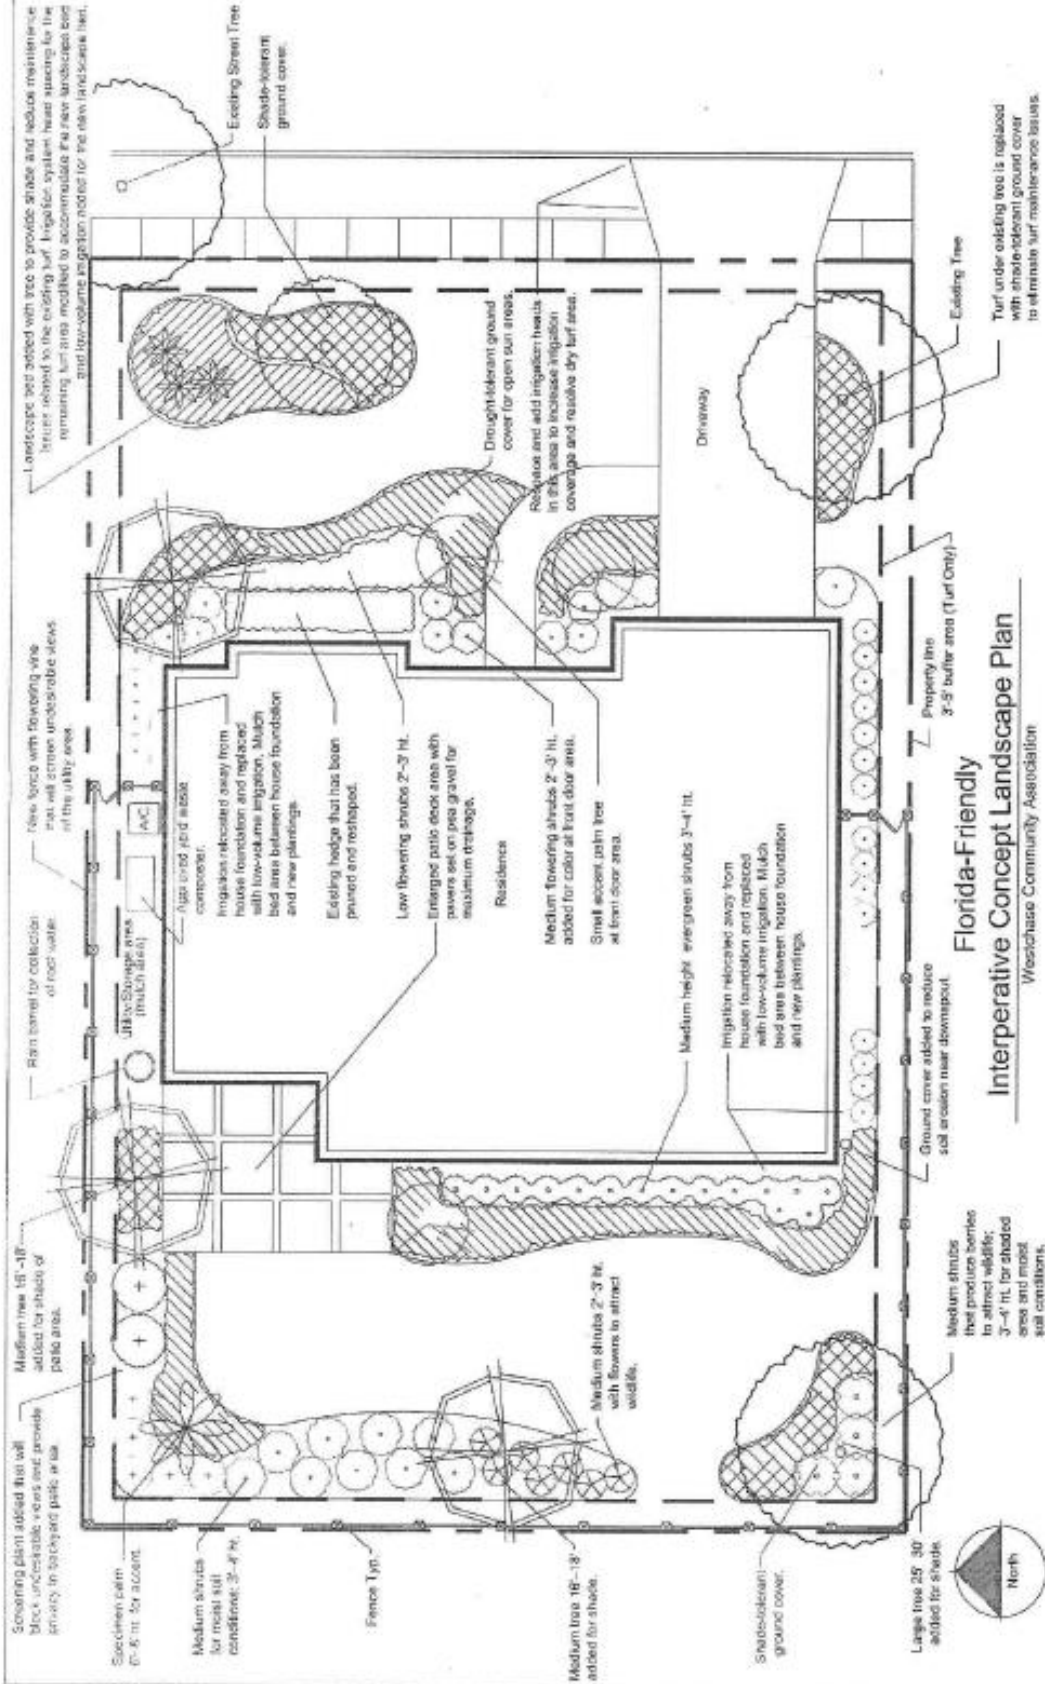 Screening plant added that will
block undesirable views and provide
privacy to backyard patio area.
Medium tree 16'-18'
added for shade of
patio area.
Rain barrel for collection
of roof water.
New fence with flowering vine
that will screen undesirable views
of the utility area.
Landscape bed added with tree to provide shade and reduce maintenance
issues related to the existing turf. Irrigation system head spacing for the
remaining turf area modified to accommodate the new landscape bed
and low-volume irrigation added for the new landscape bed.
Existing Street Tree
Shade-tolerant
ground cover.
Specimen palm
ht. for accent.
Medium shrubs
for moist soil
conditions; 3'-4' ht.
Fence Typ.
Medium tree 16'-18'
added for shade.
Shade-tolerant
ground cover.
Large tree 25' 30'
added for shade.
Utility/Storage area
(mulch area)
A/C
yard waste
composter.
Irrigation relocated away from
house foundation and replaced
with low-volume irrigation. Mulch
bed area between house foundation
and new plantings.
Existing hedge that has been
pruned and reshaped.
Low flowering shrubs 2'-3' ht.
Enlarged patio deck area with
pavers set on pea gravel for
maximum drainage.
Residence
Medium flowering shrubs 2'-3' ht.
added for color at front door area.
Small accent palm tree
at front door area.
Drought-tolerant ground
cover for open sun areas.
Respace and add irrigation heads
in this area to increase irrigation
coverage and resolve dry turf area.
Driveway
Medium shrubs 2'-3' ht.
with flowers to attract
wildlife.
Medium height evergreen shrubs 3'-4' ht.
Irrigation relocated away from
house foundation and replaced
with low-volume irrigation. Mulch
bed area between house foundation
and new plantings.
Existing Tree
Turf under existing tree is replaced
with shade-tolerant ground cover
to eliminate turf maintenance issues.
Medium shrubs
that produce berries
to attract wildlife;
3'-4' ht. for shaded
area and moist
soil conditions.
Ground cover added to reduce
soil erosion near downspout.
Property line
3'-5' buffer area (Turf Only)
North
Florida-Friendly
Interperative Concept Landscape Plan
Westchase Community Association